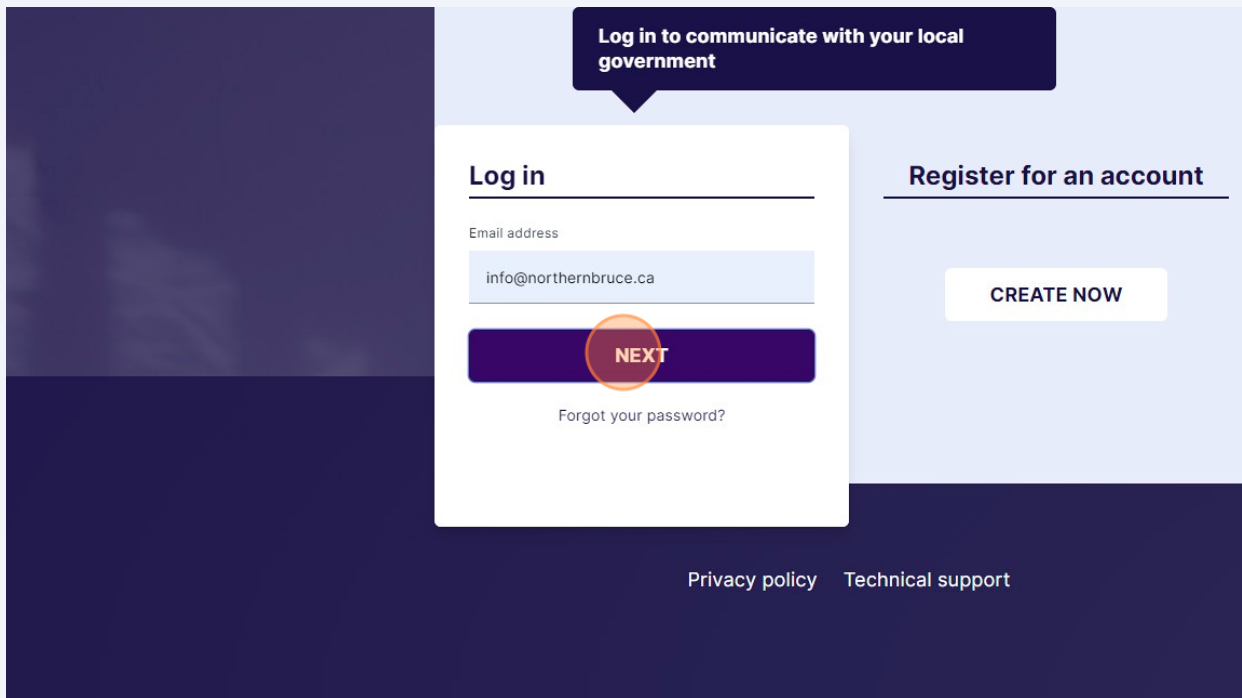 Log in to communicate with your local
government
Log in
Email address
info@northernbruce.ca
NEXT
Forgot your password?
Register for an account
CREATE NOW
Privacy policy
Technical support